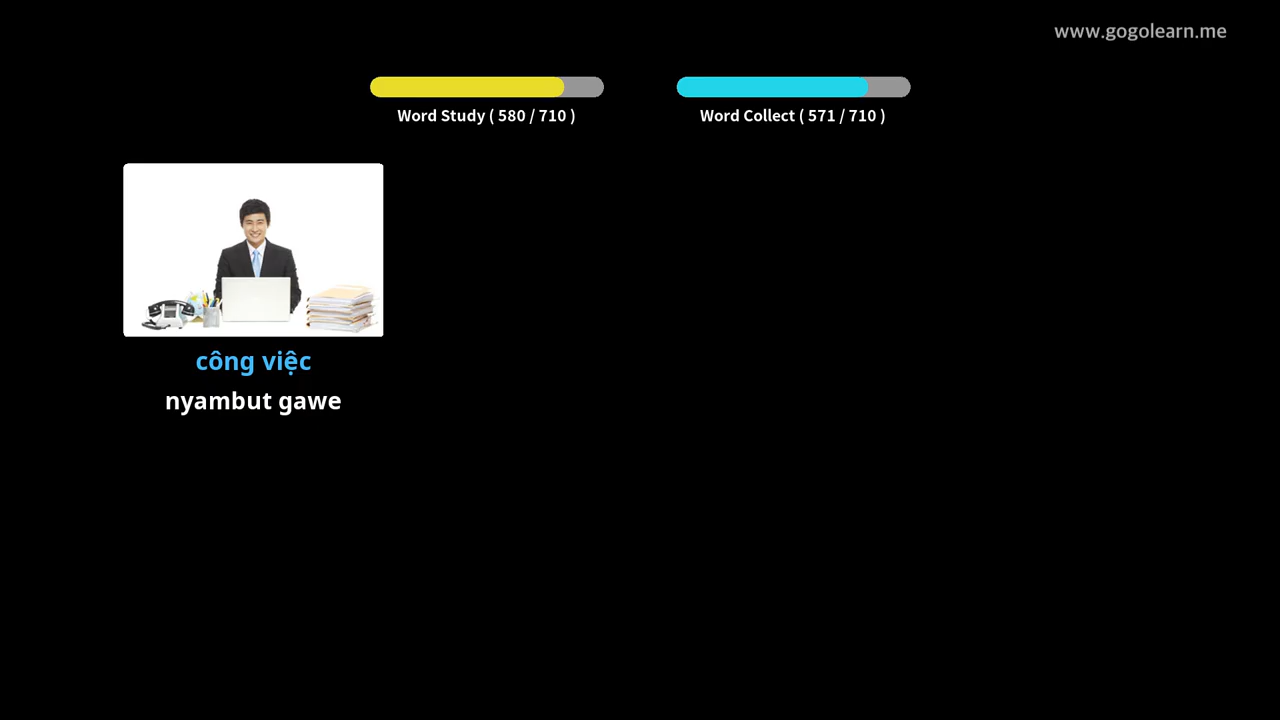 www.gogolearn.me
Word Study ( 580 / 710 )
Word Collect ( 571 / 710 )
công việc
nyambut gawe